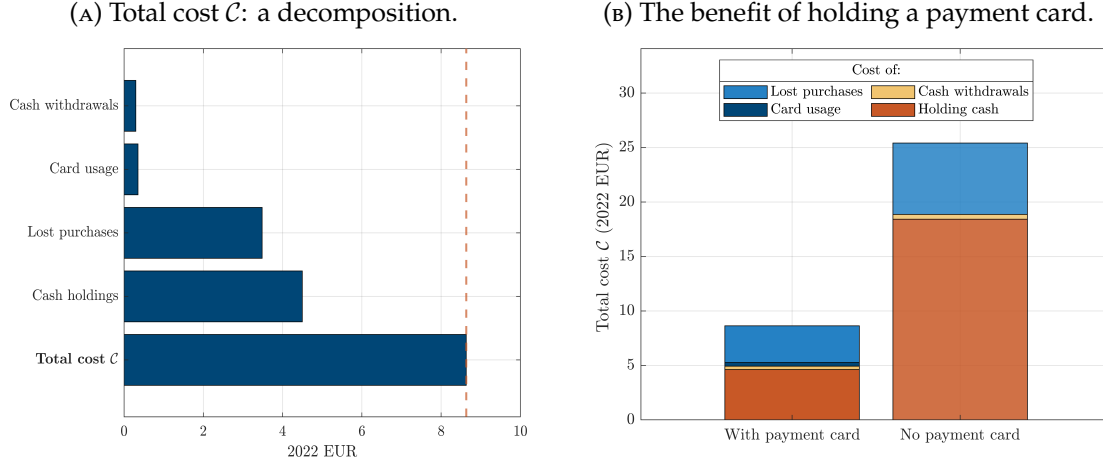 (A) Total cost C: a decomposition.
Cash withdrawals
Card usage
Lost purchases
Cash holdings
Total cost C
0 2 4 6 8 10
2022 EUR
(B) The benefit of holding a payment card.
Cost of:
Lost purchases Cash withdrawals
Card usage Holding cash
Total cost C (2022 EUR)
30
25
20
15
10
5
0
With payment card No payment card